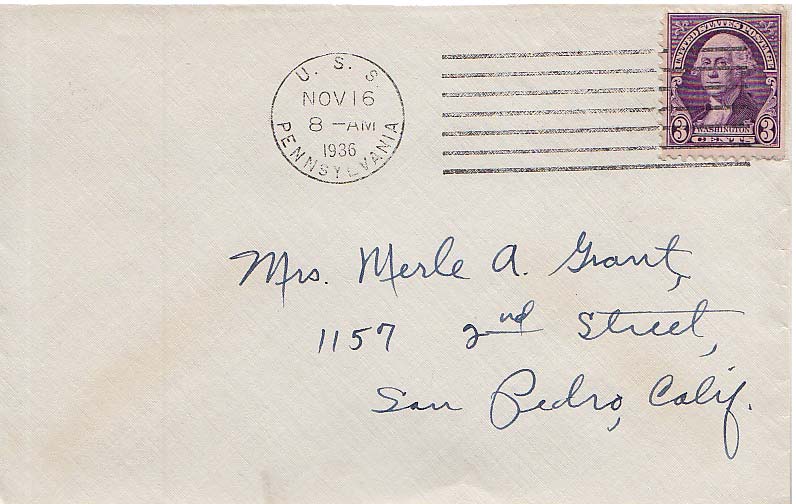 U. S. S.
NOV 16
8 - AM
1936
PENNSYLVANIA
UNITED STATES POSTAGE
3 WASHINGTON 3
CENTS
Mrs. Merle A. Grant,
1157 2nd Street,
San Pedro, Calif.